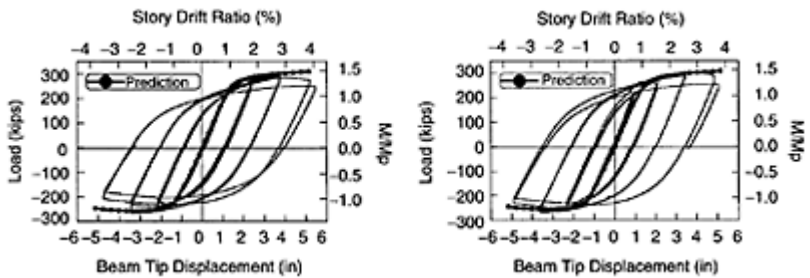 Story Drift Ratio (%)
−4 −3 −2 −1 0 1 2 3 4
300
200
100
0
−100
−200
−300
Load (kips)
Prediction
1.5
1.0
0.5
0.0
−0.5
−1.0
M/Mp
−6 −5 −4 −3 −2 −1 0 1 2 3 4 5 6
Beam Tip Displacement (in)
Story Drift Ratio (%)
−4 −3 −2 −1 0 1 2 3 4
300
200
100
0
−100
−200
−300
Load (kips)
Prediction
1.5
1.0
0.5
0.0
−0.5
−1.0
M/Mp
−6 −5 −4 −3 −2 −1 0 1 2 3 4 5 6
Beam Tip Displacement (in)